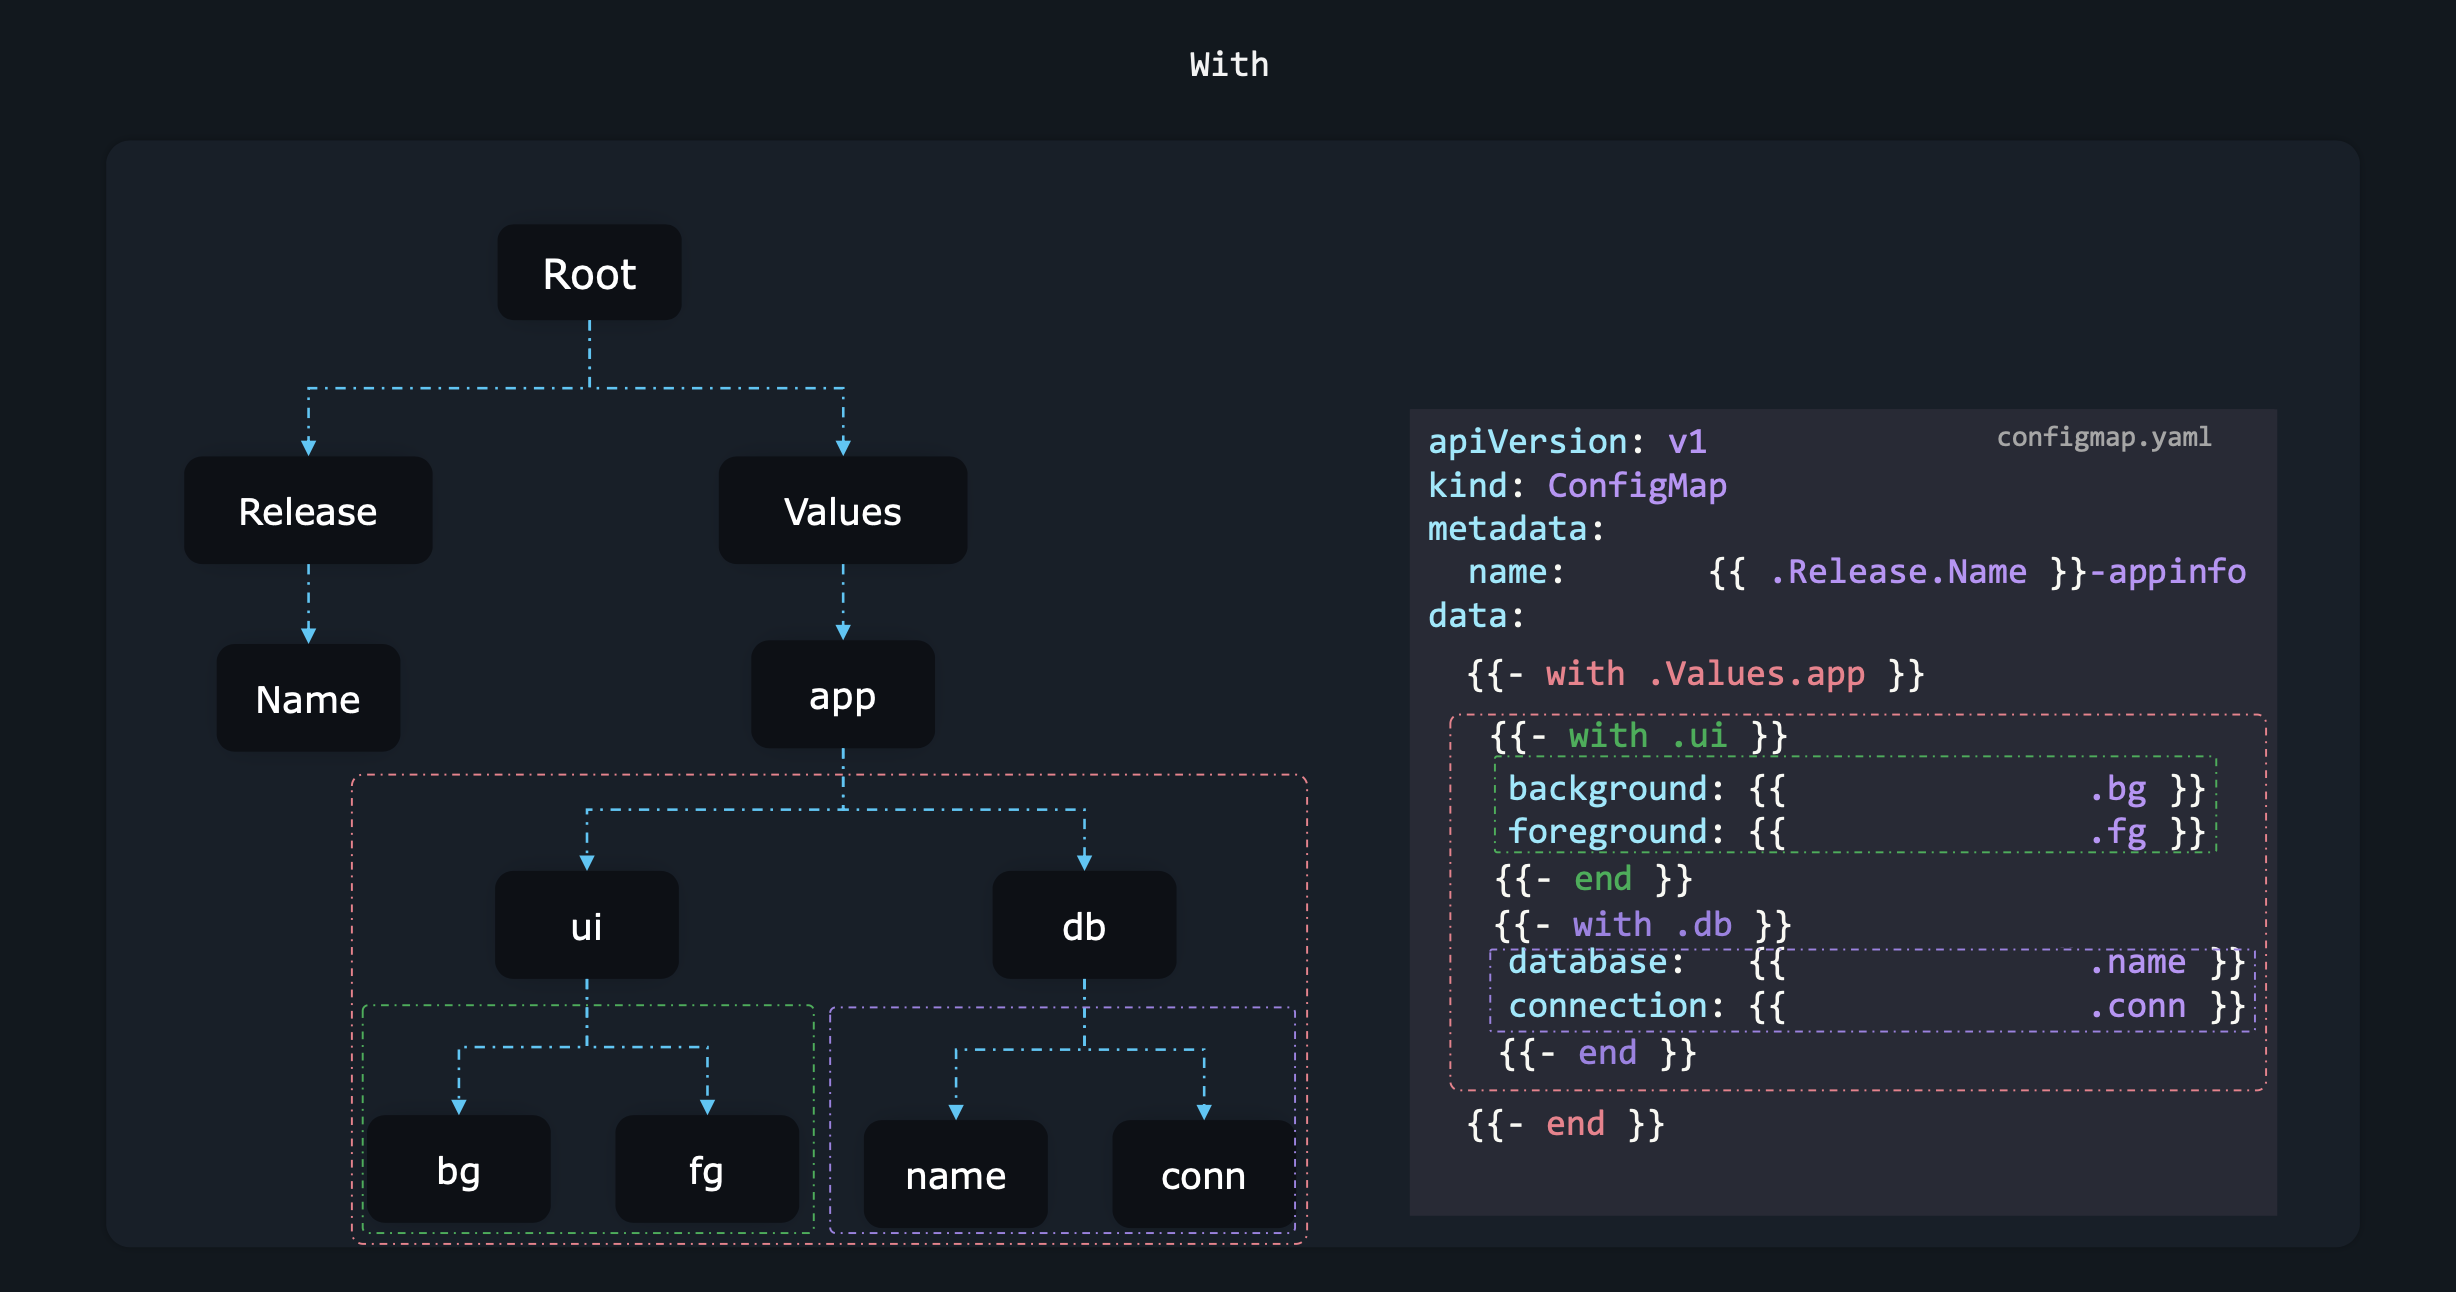 With
Root
Release
Values
Name
app
ui
db
bg
fg
name
conn
configmap.yaml
apiVersion: v1
kind: ConfigMap
metadata:
  name: {{ .Release.Name }}-appinfo
data:
  {{- with .Values.app }}
    {{- with .ui }}
    background: {{ .bg }}
    foreground: {{ .fg }}
    {{- end }}
    {{- with .db }}
    database: {{ .name }}
    connection: {{ .conn }}
    {{- end }}
  {{- end }}